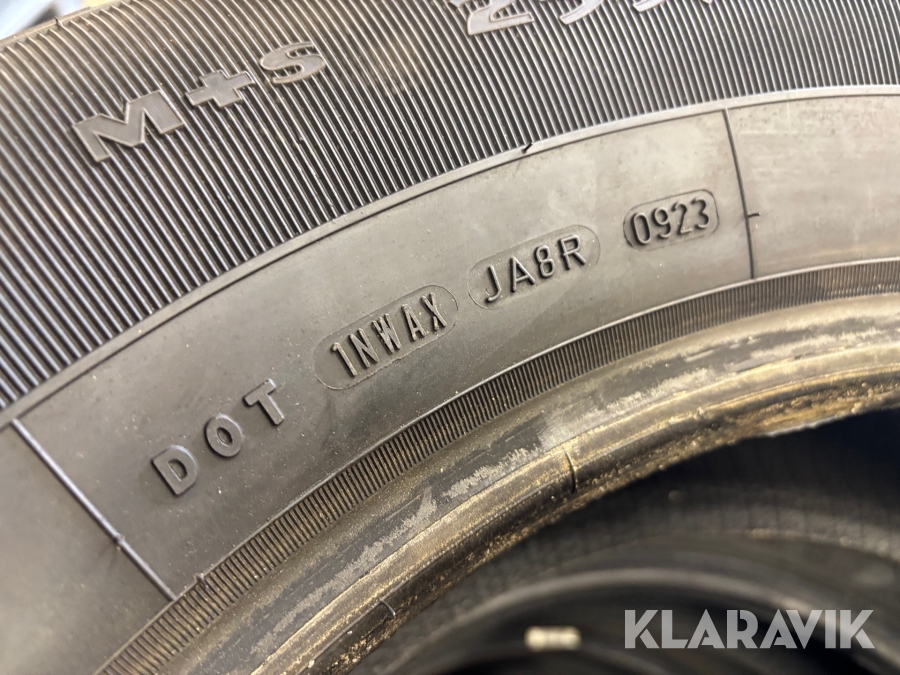 M+S
DOT 1NWAX JA8R 0923
KLARAVIK